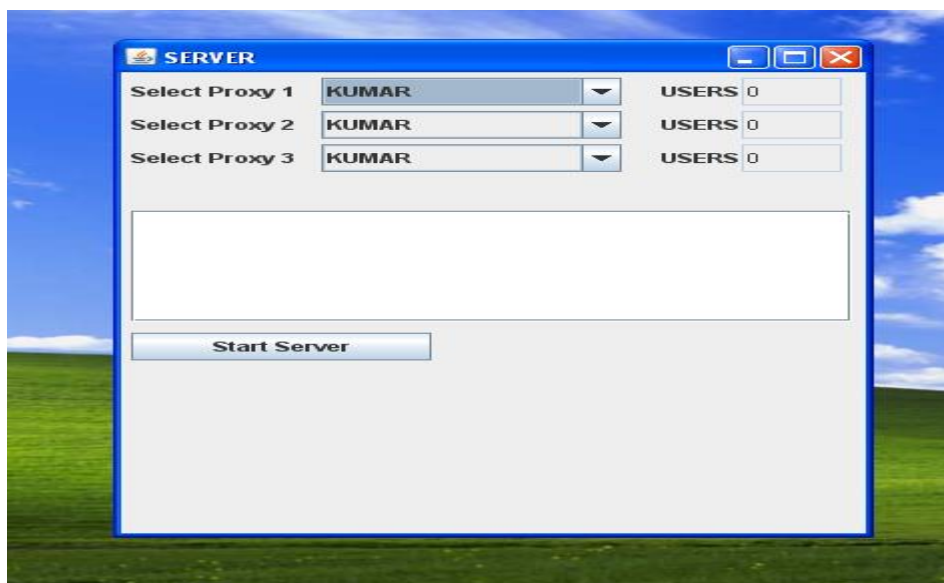 SERVER
Select Proxy 1 KUMAR USERS 0
Select Proxy 2 KUMAR USERS 0
Select Proxy 3 KUMAR USERS 0
Start Server